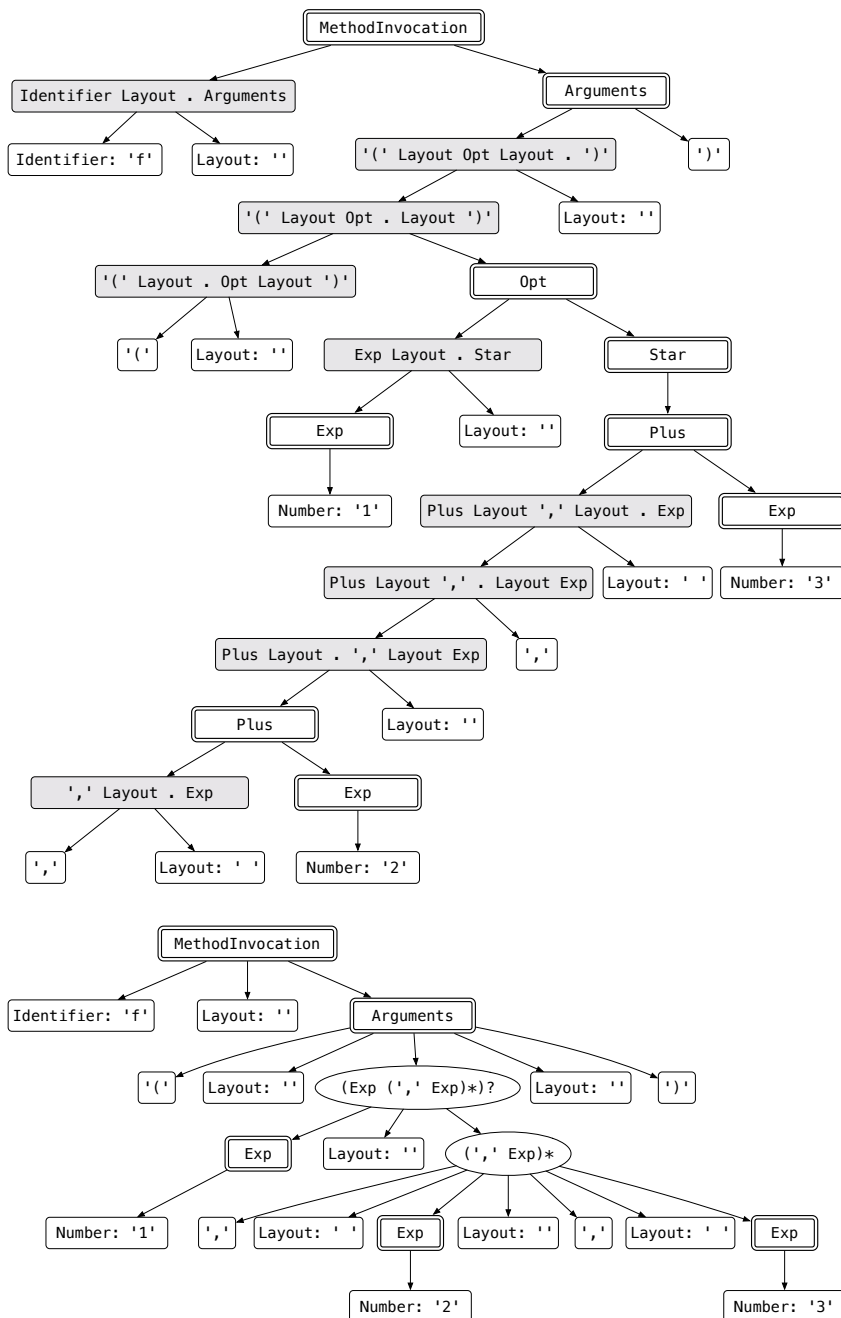 MethodInvocation
Identifier Layout . Arguments
Arguments
Identifier: 'f'
Layout: ''
'(' Layout Opt Layout . ')'
')'
'(' Layout Opt . Layout ')'
Layout: ''
'(' Layout . Opt Layout ')'
Opt
'('
Layout: ''
Exp Layout . Star
Star
Exp
Layout: ''
Plus
Number: '1'
Plus Layout ',' Layout . Exp
Exp
Plus Layout ',' . Layout Exp
Layout: ' '
Number: '3'
Plus Layout . ',' Layout Exp
','
Plus
Layout: ''
',' Layout . Exp
Exp
','
Layout: ' '
Number: '2'
MethodInvocation
Identifier: 'f'
Layout: ''
Arguments
'('
Layout: ''
(Exp (',' Exp)*)?
Layout: ''
')'
Exp
Layout: ''
(',' Exp)*
Number: '1'
','
Layout: ' '
Exp
Layout: ''
','
Layout: ' '
Exp
Number: '2'
Number: '3'